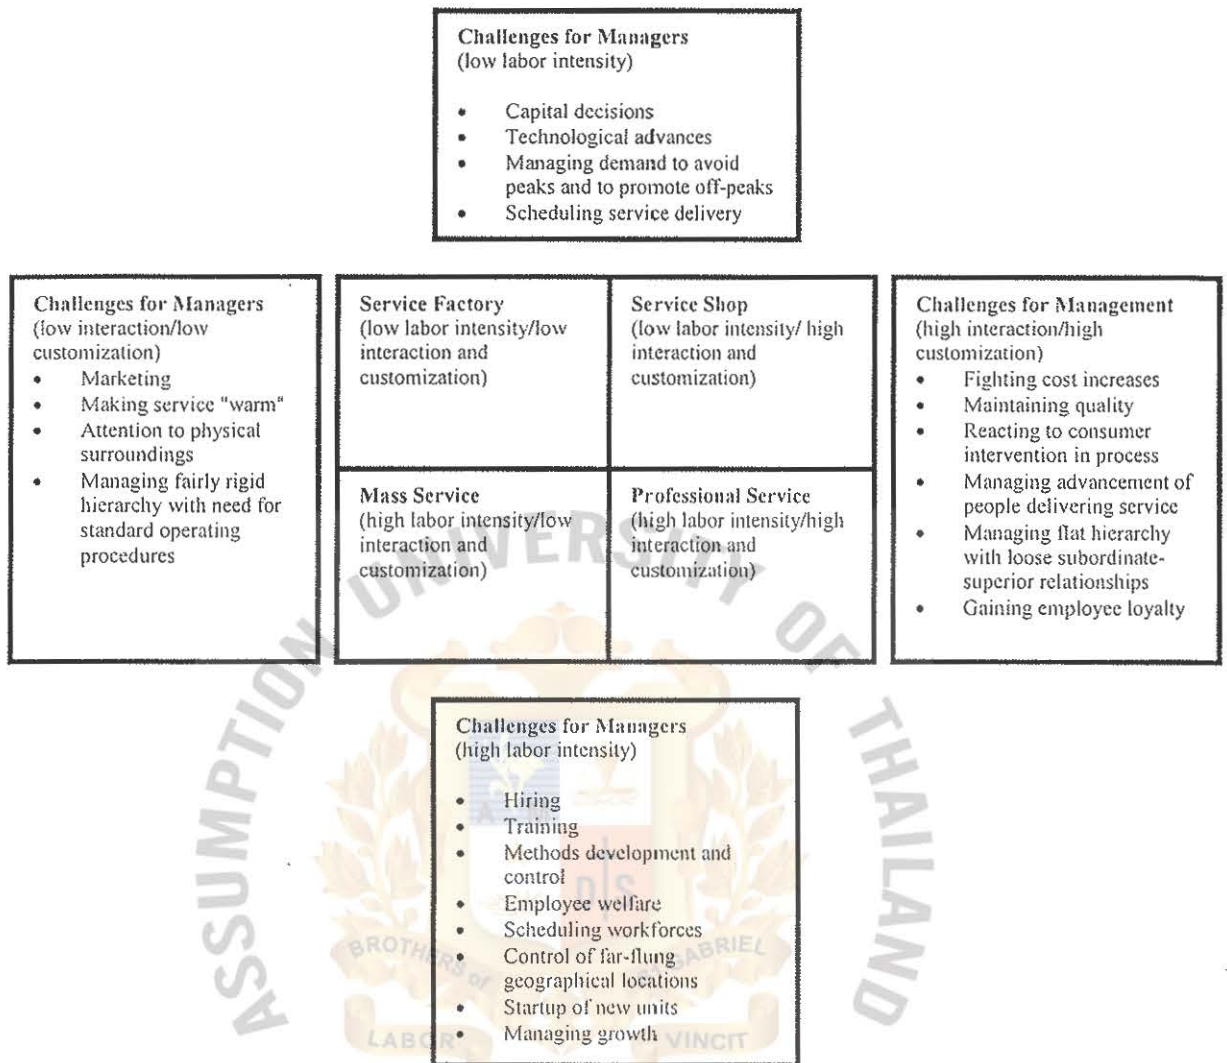 Challenges for Managers
(low labor intensity)
• Capital decisions
• Technological advances
• Managing demand to avoid
peaks and to promote off-peaks
• Scheduling service delivery
Challenges for Managers
(low interaction/low
customization)
• Marketing
• Making service "warm"
• Attention to physical
surroundings
• Managing fairly rigid
hierarchy with need for
standard operating
procedures
Service Factory
(low labor intensity/low
interaction and
customization)
Service Shop
(low labor intensity/ high
interaction and
customization)
Mass Service
(high labor intensity/low
interaction and
customization)
Professional Service
(high labor intensity/high
interaction and
customization)
Challenges for Management
(high interaction/high
customization)
• Fighting cost increases
• Maintaining quality
• Reacting to consumer
intervention in process
• Managing advancement of
people delivering service
• Managing flat hierarchy
with loose subordinate-
superior relationships
• Gaining employee loyalty
Challenges for Managers
(high labor intensity)
• Hiring
• Training
• Methods development and
control
• Employee welfare
• Scheduling workforces
• Control of far-flung
geographical locations
• Startup of new units
• Managing growth
ASSUMPTION UNIVERSITY OF THAILAND
D S
BROTHERS of ST GABRIEL
LABOR VINCIT